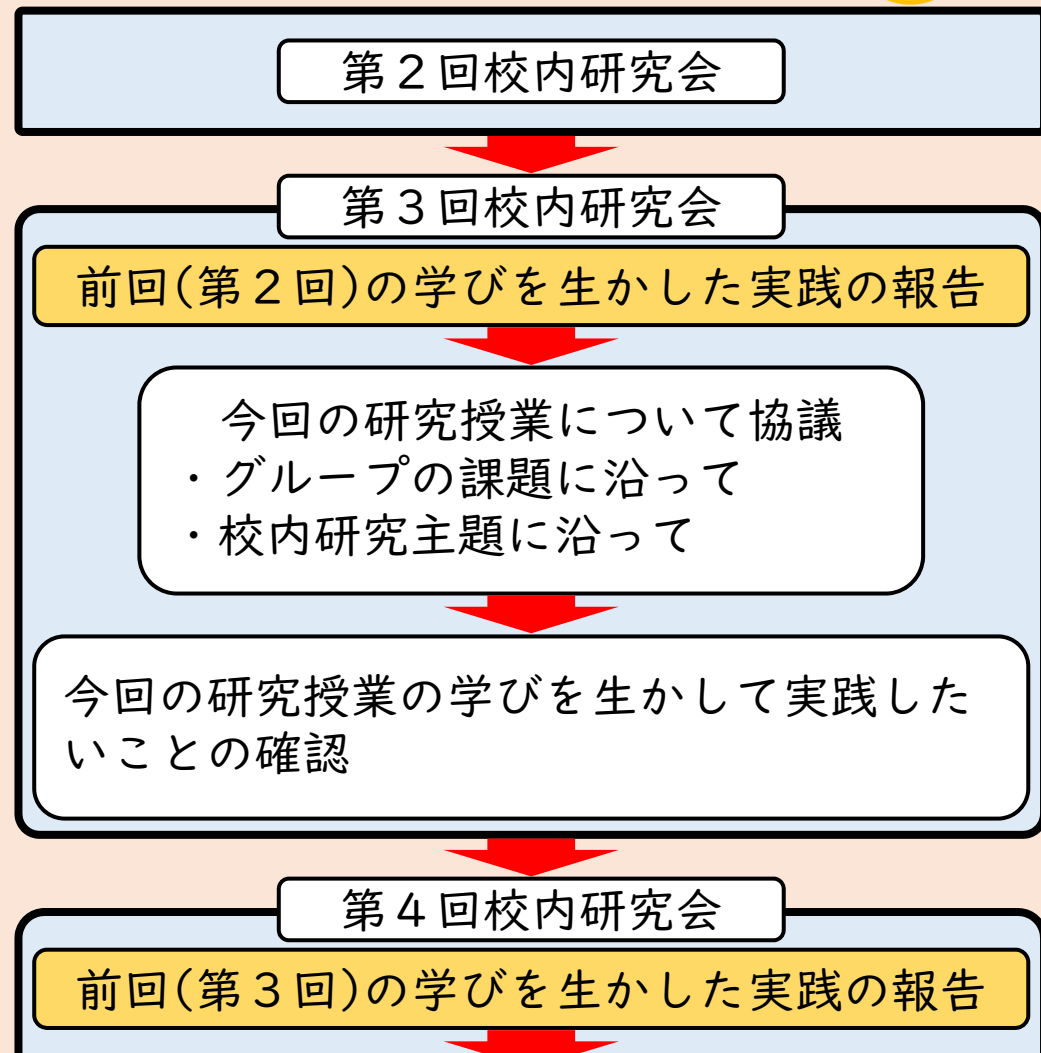 第２回校内研究会
第３回校内研究会
前回(第２回)の学びを生かした実践の報告
今回の研究授業について協議
・グループの課題に沿って
・校内研究主題に沿って
今回の研究授業の学びを生かして実践した
いことの確認
第４回校内研究会
前回(第３回)の学びを生かした実践の報告